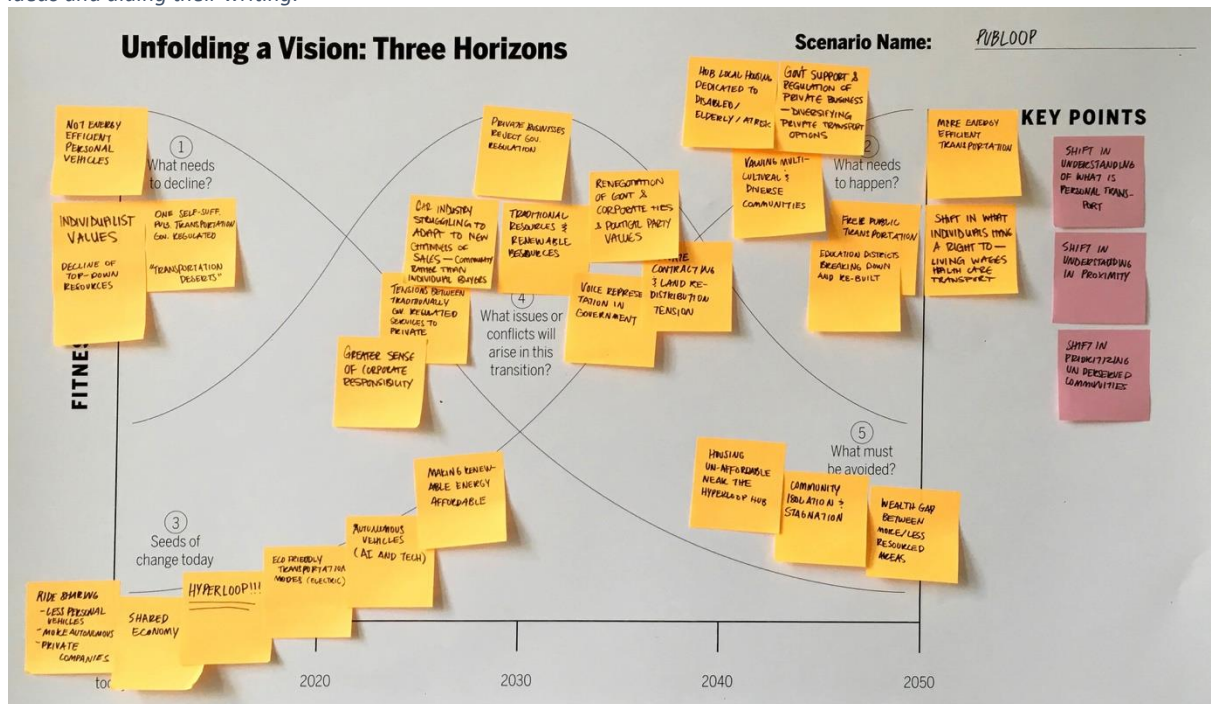 ideas and aiding their writing.
Unfolding a Vision: Three Horizons
Scenario Name:
PUBLOOP
NOT ENERGY
EFFICIENT
PERSONAL
VEHICLES
1
What needs
to decline?
INDIVIDUALIST
VALUES
DECLINE OF
TOP-DOWN
RESOURCES
ONE SELF-SUFF.
TRANSPORTATION
GOV. REGULATED
"TRANSPORTATION
DESERTS"
FITNES
PRIVATE BUSINESSES
REJECT GOV.
REGULATION
CAR INDUSTRY
STRUGGLING TO
ADAPT TO NEW
CHANNELS OF
SALES — COMMUNITY
RATHER THAN
INDIVIDUAL BUYERS
TRADITIONAL
RESOURCES &
RENEWABLE
RESOURCES
RENEGOTIATION
OF GOVT &
CORPORATE TIES
& POLITICAL PARTY
VALUES
TENSIONS BETWEEN
TRADITIONALLY
GOV. REGULATED
SERVICES TO
PRIVATE
4
What issues or
conflicts will
arise in this
transition?
VOICE REPRESE
TATION IN
GOVERNMENT
CONTRACTING
& LAND RE-
DISTRIBUTION
TENSION
GREATER SENSE
OF CORPORATE
RESPONSIBILITY
HUB LOCAL HOUSING
DEDICATED TO
DISABLED/
ELDERLY/AT RISK
GOV'T SUPPORT &
REGULATION OF
PRIVATE BUSINESS
— DIVERSIFYING
PRIVATE TRANSPORT
OPTIONS
2
What needs
to happen?
VALUING MULTI-
CULTURAL &
DIVERSE
COMMUNITIES
FREE PUBLIC
TRANSPORTATION
EDUCATION DISTRICTS
BREAKING DOWN
AND RE-BUILT
MORE ENERGY
EFFICIENT
TRANSPORTATION
SHIFT IN WHAT
INDIVIDUALS HAVE
A RIGHT TO —
LIVING WAGES
HEALTH CARE
TRANSPORT
KEY POINTS
SHIFT IN
UNDERSTANDING
OF WHAT IS
PERSONAL TRANS-
PORT
SHIFT IN
UNDERSTANDING
IN PROXIMITY
SHIFT IN
PRIORITIZING
UNDERSERVED
COMMUNITIES
3
Seeds of
change today
RIDE SHARING
-LESS PERSONAL
VEHICLES
-MORE AUTONOMOUS
-PRIVATE
COMPANIES
SHARED
ECONOMY
HYPERLOOP!!!
ECO FRIENDLY
TRANSPORTATION
MODES (ELECTRIC)
AUTONOMOUS
VEHICLES
(AI AND TECH)
MAKING RENEW-
ABLE ENERGY
AFFORDABLE
5
What must
be avoided?
HOUSING
UN-AFFORDABLE
NEAR THE
HYPERLOOP HUB
COMMUNITY
ISOLATION &
STAGNATION
WEALTH GAP
BETWEEN
MORE/LESS
RESOURCED
AREAS
2020
2030
2040
2050